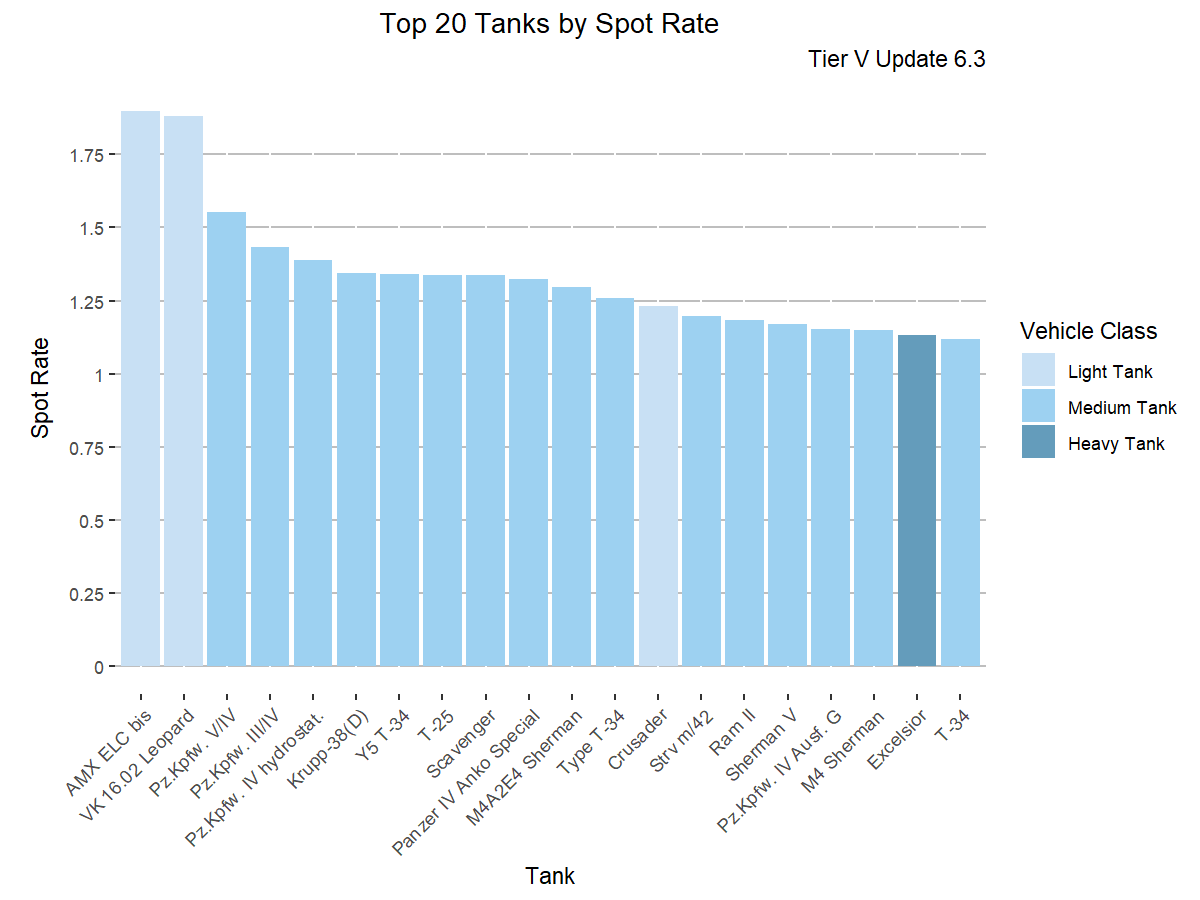 Top 20 Tanks by Spot Rate
Tier V Update 6.3
Spot Rate
1.75
1.5
1.25
1
0.75
0.5
0.25
0
AMX ELC bis
VK 16.02 Leopard
Pz.Kpfw. V/IV
Pz.Kpfw. III/IV
Pz.Kpfw. IV hydrostat.
Krupp-38(D)
Y5 T-34
T-25
Scavenger
Panzer IV Anko Special
M4A2E4 Sherman
Type T-34
Crusader
Strv m/42
Ram II
Sherman V
Pz.Kpfw. IV Ausf. G
M4 Sherman
Excelsior
T-34
Tank
Vehicle Class
Light Tank
Medium Tank
Heavy Tank